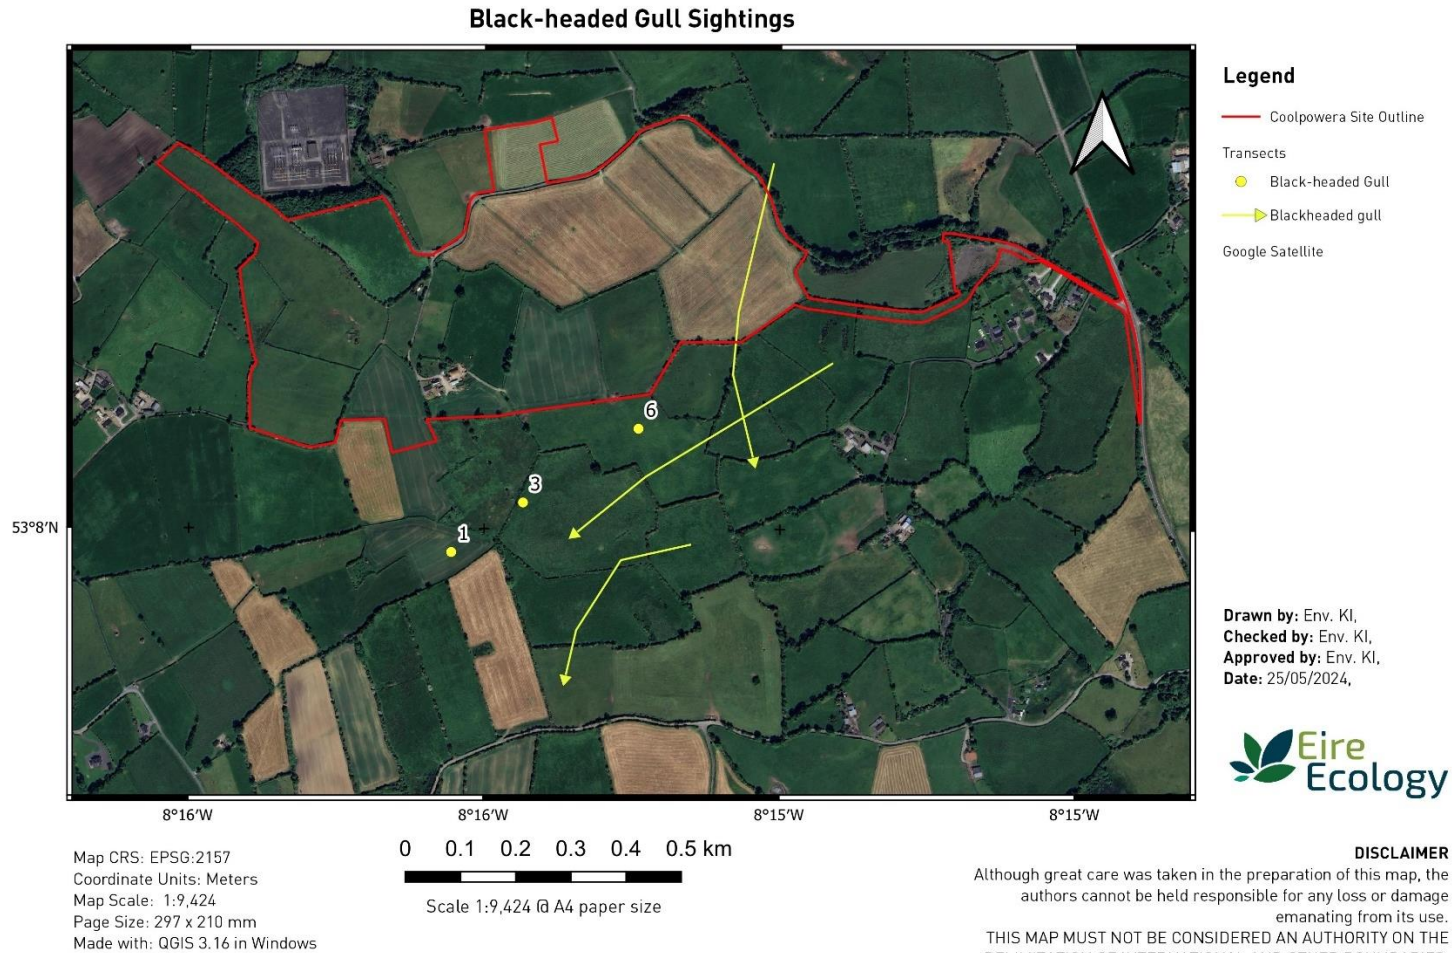 Black-headed Gull Sightings
Legend
Coolpowera Site Outline
Transects
Black-headed Gull
Blackheaded gull
Google Satellite
6
3
1
53°8'N
8°16'W
8°16'W
8°15'W
8°15'W
Drawn by: Env. KI,
Checked by: Env. KI,
Approved by: Env. KI,
Date: 25/05/2024,
Eire
Ecology
Map CRS: EPSG:2157
Coordinate Units: Meters
Map Scale: 1:9,424
Page Size: 297 x 210 mm
Made with: QGIS 3.16 in Windows
0 0.1 0.2 0.3 0.4 0.5 km
Scale 1:9,424 @ A4 paper size
DISCLAIMER
Although great care was taken in the preparation of this map, the
authors cannot be held responsible for any loss or damage
emanating from its use.
THIS MAP MUST NOT BE CONSIDERED AN AUTHORITY ON THE